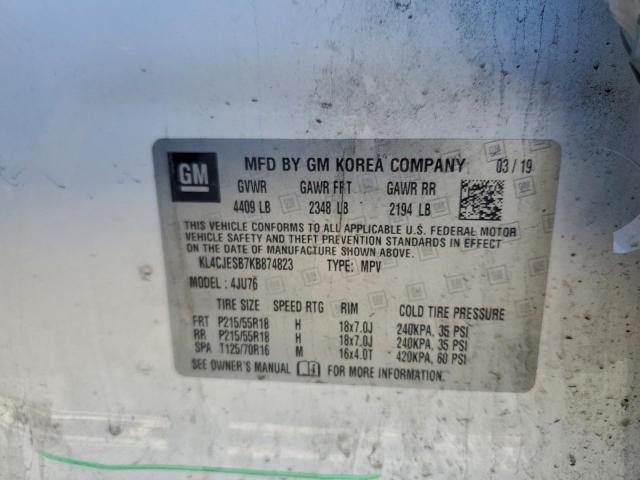 GM MFD BY GM KOREA COMPANY 03/19
GVWR GAWR FRT GAWR RR
4409 LB 2348 LB 2194 LB
THIS VEHICLE CONFORMS TO ALL APPLICABLE U.S. FEDERAL MOTOR
VEHICLE SAFETY AND THEFT PREVENTION STANDARDS IN EFFECT
ON THE DATE OF MANUFACTURE SHOWN ABOVE.
KL4CJESB7KB874823 TYPE: MPV
MODEL: 4JU76
TIRE SIZE SPEED RTG RIM COLD TIRE PRESSURE
FRT P215/55R18 H 18x7.0J 240KPA, 35 PSI
RR P215/55R18 H 18x7.0J 240KPA, 35 PSI
SPA T125/70R16 M 16x4.0T 420KPA, 60 PSI
SEE OWNER'S MANUAL FOR MORE INFORMATION.